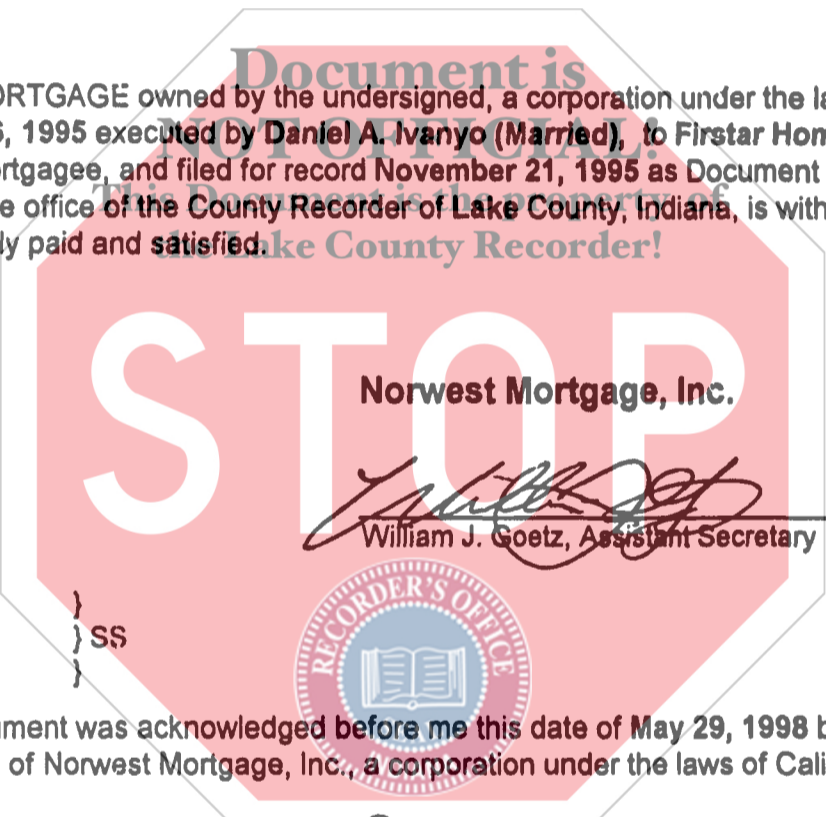 Document is
ORTGAGE owned by the undersigned, a corporation under the la
6, 1995 executed by Daniel A. Ivanyo (Married), to Firstar Hom
NOT OFFICIAL!
ortgagee, and filed for record November 21, 1995 as Document
This Document is the property of
e office of the County Recorder of Lake County, Indiana, is with
the Lake County Recorder!
ly paid and satisfied.
STOP
Norwest Mortgage, Inc.
William J. Goetz, Assistant Secretary
}
} SS
}
RECORDER'S OFFICE
ument was acknowledged before me this date of May 29, 1998 b
of Norwest Mortgage, Inc., a corporation under the laws of Cali